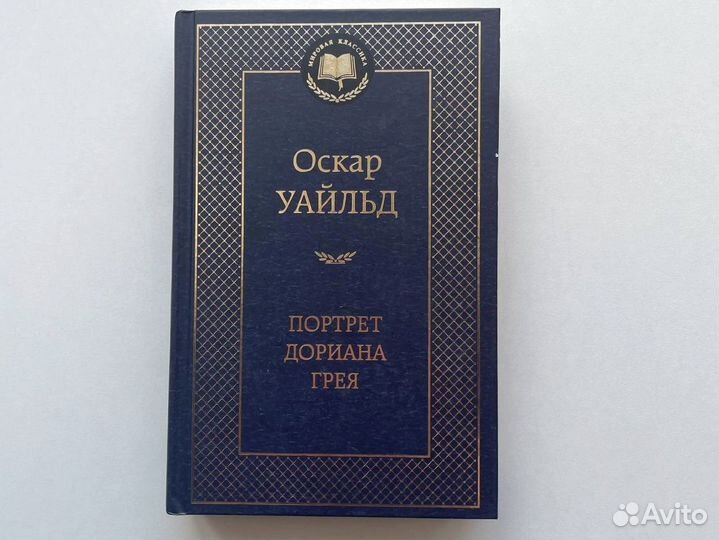 МИРОВАЯ КЛАССИКА
Оскар
УАЙЛЬД
ПОРТРЕТ
ДОРИАНА
ГРЕЯ
Avito